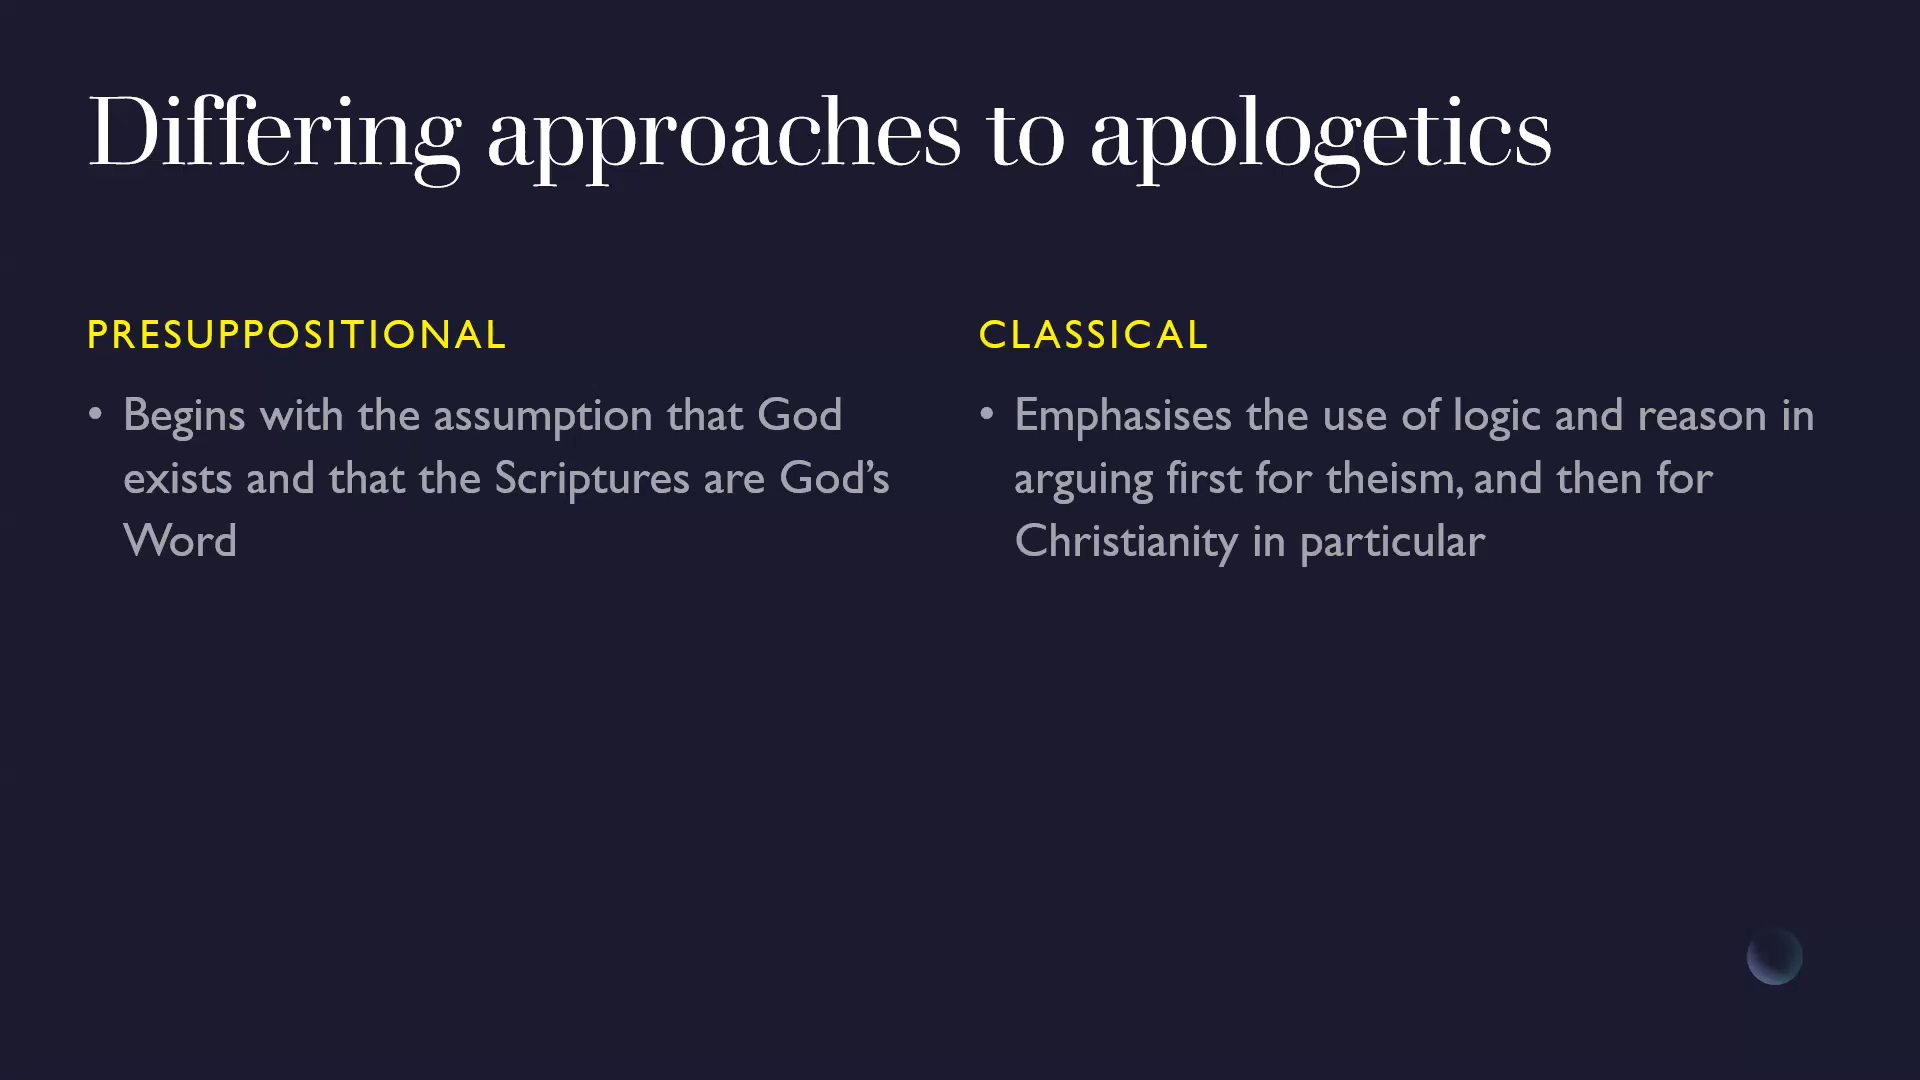 Differing approaches to apologetics
PRESUPPOSITIONAL
• Begins with the assumption that God
exists and that the Scriptures are God’s
Word
CLASSICAL
• Emphasises the use of logic and reason in
arguing first for theism, and then for
Christianity in particular